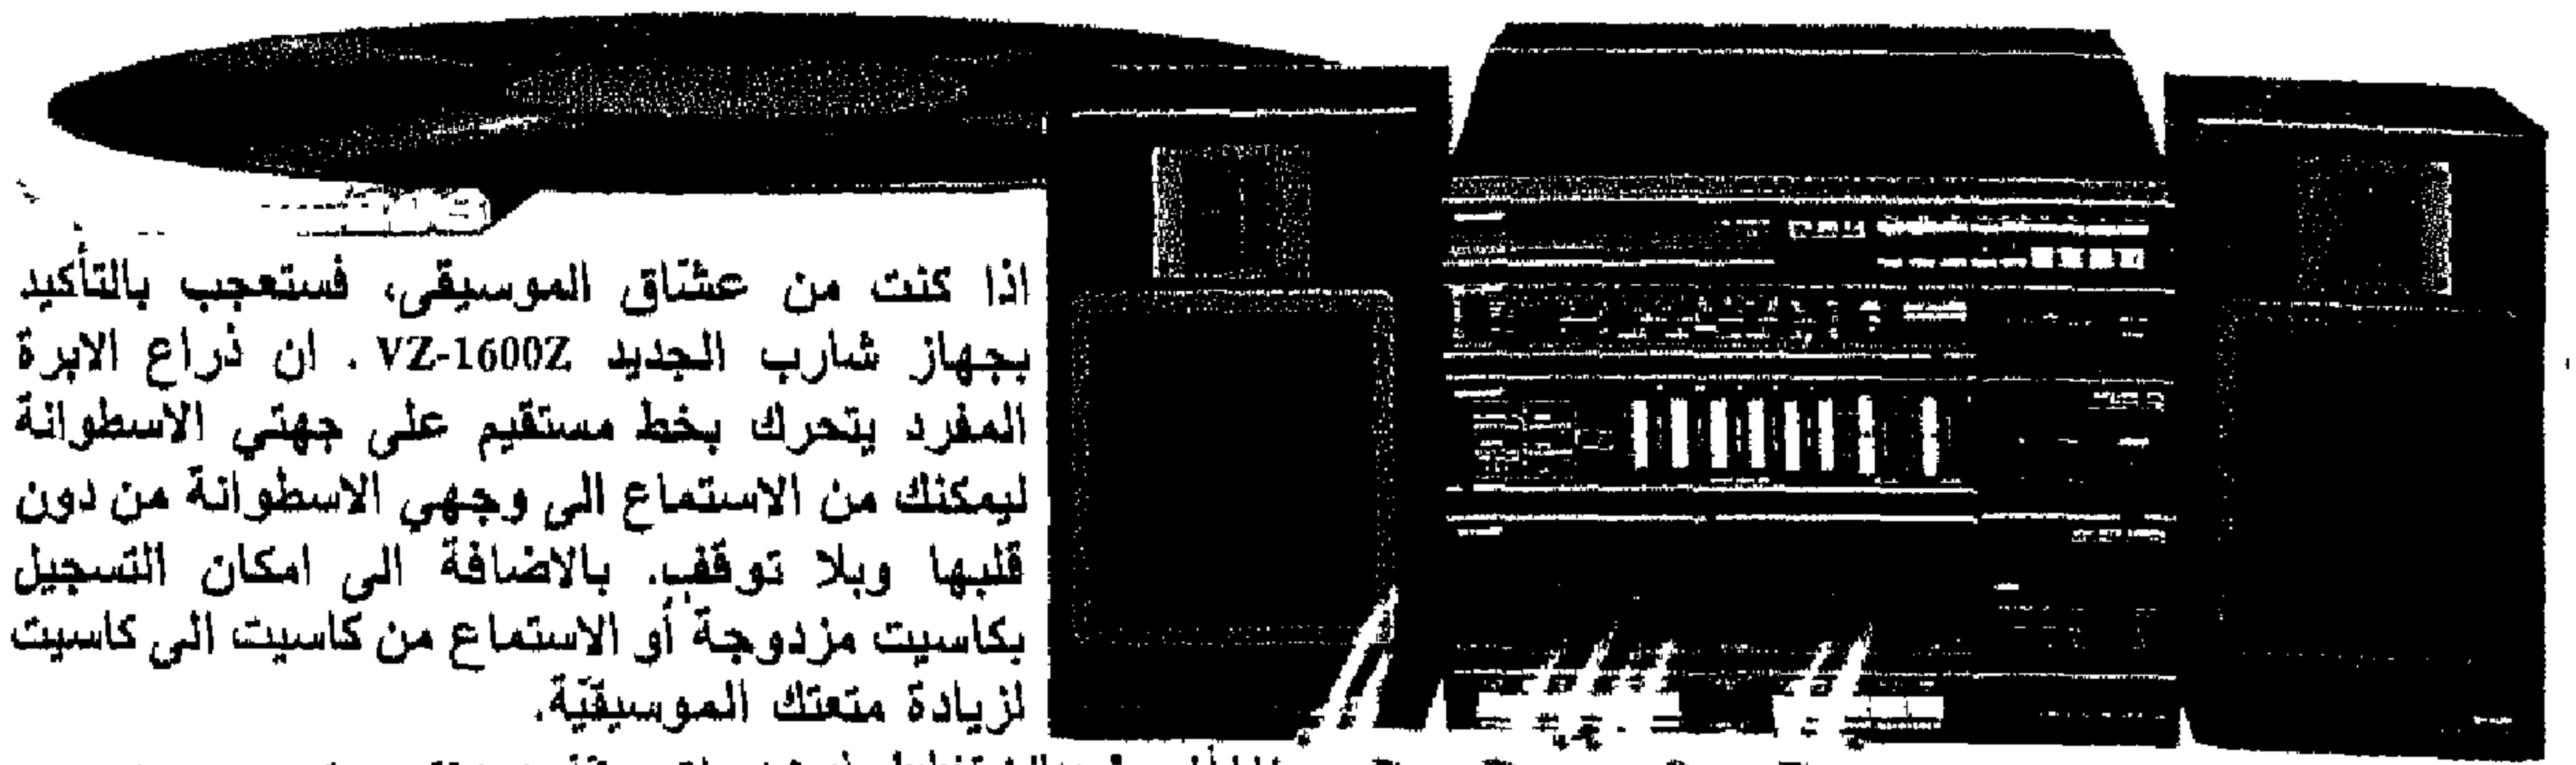 اذا كنت من عشاق الموسيقى، فستعجب بالتأكيد
بجهاز شارب الجديد VZ-1600Z . ان ذراع الابرة
المفرد يتحرك بخط مستقيم على جهتي الاسطوانة
ليمكنك من الاستماع الى وجهي الاسطوانة من دون
قلبها وبلا توقف. بالاضافة الى امكان التسجيل
بكاسيت مزدوجة أو الاستماع من كاسيت الى كاسيت
لزيادة متعتك الموسيقيّة.